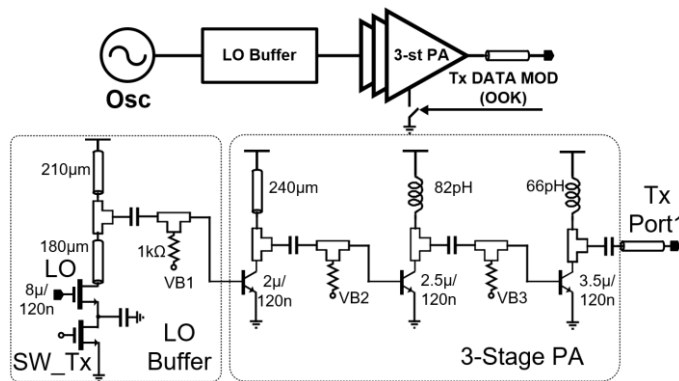 LO Buffer
3-st PA
Osc
Tx DATA MOD
(OOK)
210μm
180μm
LO
8μ/
120n
1kΩ
VB1
SW_Tx
LO
Buffer
240μm
2μ/
120n
VB2
82pH
2.5μ/
120n
VB3
66pH
3.5μ/
120n
Tx
Port1
3-Stage PA